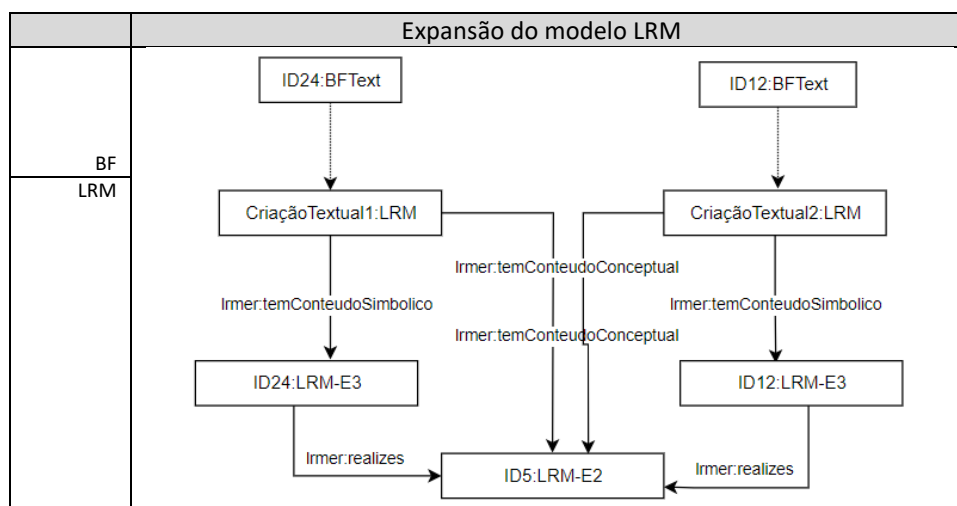 Expansão do modelo LRM
ID24:BFText
ID12:BFText
BF
LRM
CriaçãoTextual1:LRM
CriaçãoTextual2:LRM
lrmer:temConteudoConceptual
lrmer:temConteudoSimbolico
lrmer:temConteudoSimbolico
lrmer:temConteudoConceptual
ID24:LRM-E3
ID12:LRM-E3
lrmer:realizes
lrmer:realizes
ID5:LRM-E2